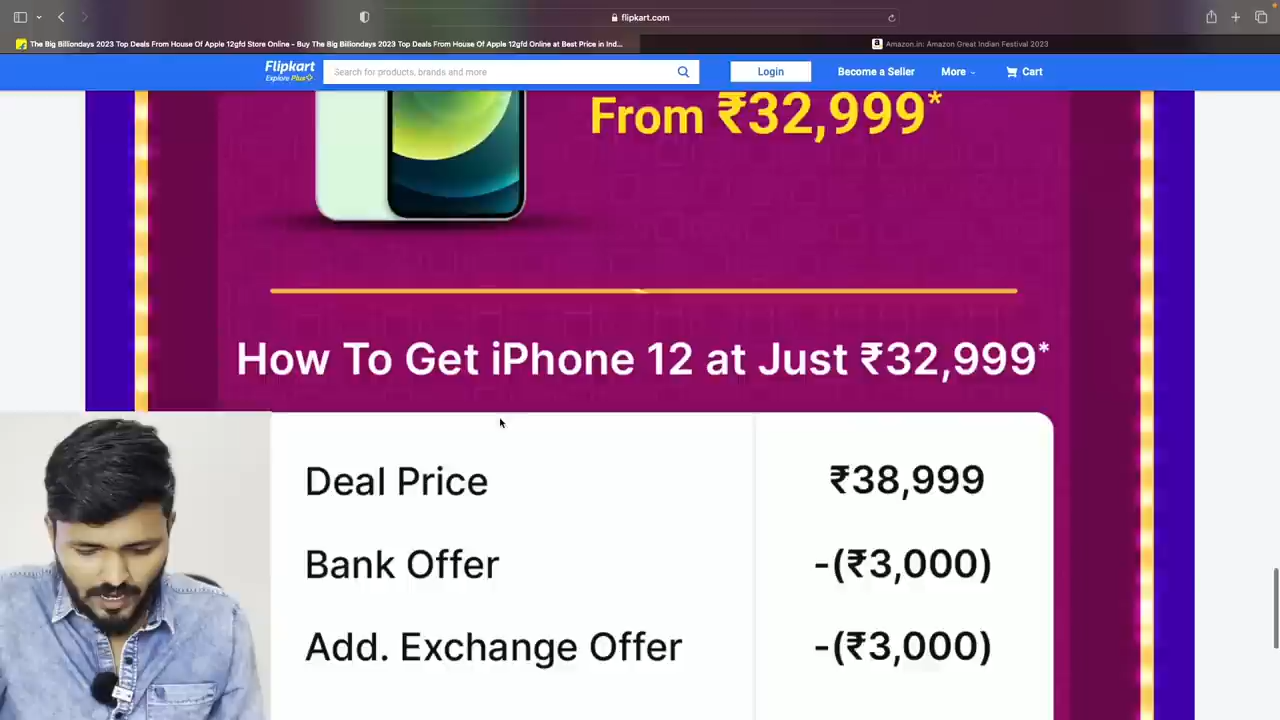 flipkart.com
The Big Billiondays 2023 Top Deals From House Of Apple 12gfd Store Online - Buy The Big Billiondays 2023 Top Deals From House Of Apple 12gfd Online at Best Price in Ind...
Amazon.in: Amazon Great Indian Festival 2023
Flipkart
Explore Plus
Search for products, brands and more
Login
Become a Seller
More
Cart
From ₹32,999*
How To Get iPhone 12 at Just ₹32,999*
Deal Price ₹38,999
Bank Offer -(₹3,000)
Add. Exchange Offer -(₹3,000)